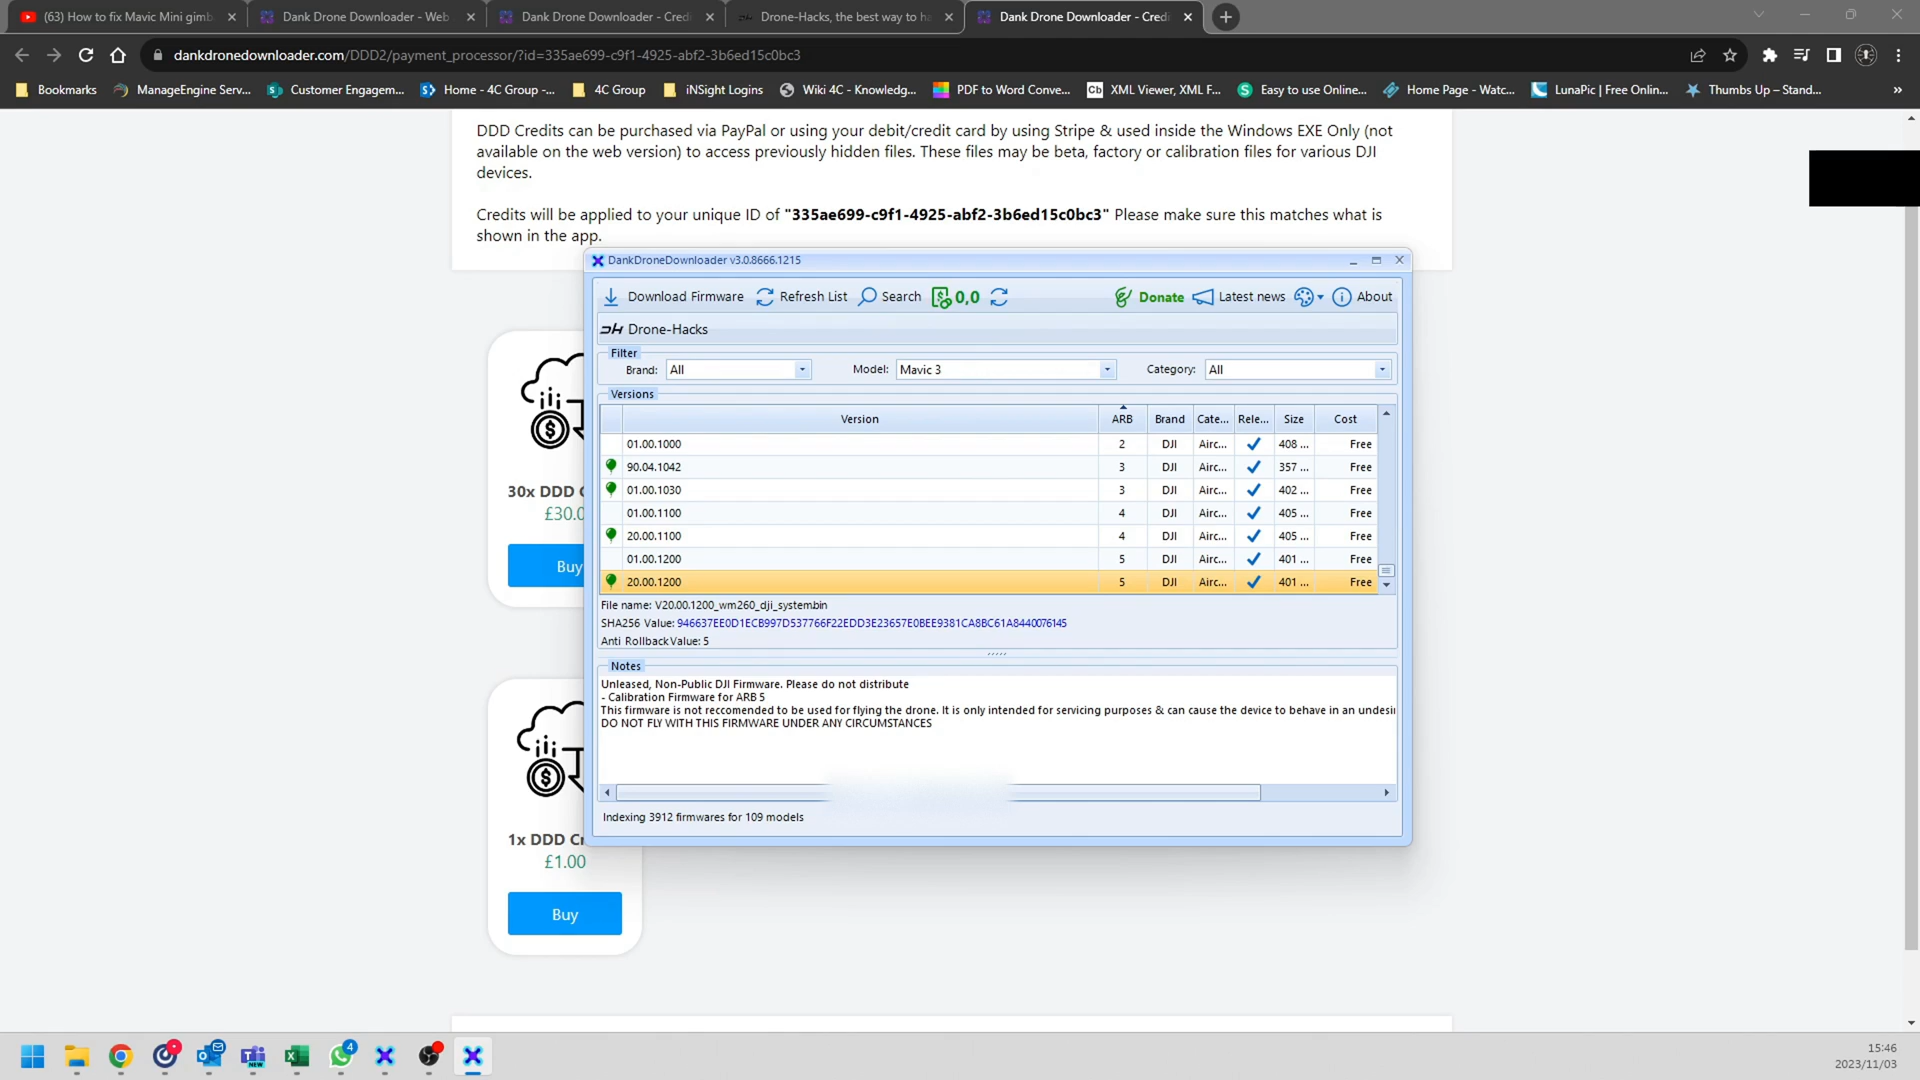 (63) How to fix Mavic Mini gimb
Dank Drone Downloader - Web
Dank Drone Downloader - Cred
Drone-Hacks, the best way to ha
Dank Drone Downloader - Cred
dankdronedownloader.com/DDD2/payment_processor/?id=335ae699-c9f1-4925-abf2-3b6ed15c0bc3
Bookmarks
ManageEngine Serv...
Customer Engagem...
Home - 4C Group -...
4C Group
iNSight Logins
Wiki 4C - Knowledg...
PDF to Word Conve...
Cb XML Viewer, XML F...
Easy to use Online...
Home Page - Watc...
LunaPic | Free Onlin...
Thumbs Up – Stand...
»
DDD Credits can be purchased via PayPal or using your debit/credit card by using Stripe & used inside the Windows EXE Only (not
available on the web version) to access previously hidden files. These files may be beta, factory or calibration files for various DJI
devices.
Credits will be applied to your unique ID of "335ae699-c9f1-4925-abf2-3b6ed15c0bc3" Please make sure this matches what is
shown in the app.
DankDroneDownloader v3.0.8666.1215
Download Firmware Refresh List Search 0,0 Donate Latest news About
DH Drone-Hacks
Filter
Brand: All Model: Mavic 3 Category: All
Versions
Version ARB Brand Cate... Rele... Size Cost
01.00.1000 2 DJI Airc... 408 ... Free
90.04.1042 3 DJI Airc... 357 ... Free
01.00.1030 3 DJI Airc... 402 ... Free
01.00.1100 4 DJI Airc... 405 ... Free
20.00.1100 4 DJI Airc... 405 ... Free
01.00.1200 5 DJI Airc... 401 ... Free
20.00.1200 5 DJI Airc... 401 ... Free
File name: V20.00.1200_wm260_dji_system.bin
SHA256 Value: 946637EE0D1ECB997D537766F22EDD3E23657E0BEE9381CA8BC61A8440076145
Anti Rollback Value: 5
Notes
Unleased, Non-Public DJI Firmware. Please do not distribute
- Calibration Firmware for ARB 5
This firmware is not reccomended to be used for flying the drone. It is only intended for servicing purposes & can cause the device to behave in an undesir
DO NOT FLY WITH THIS FIRMWARE UNDER ANY CIRCUMSTANCES
Indexing 3912 firmwares for 109 models
30x DDD C
£30.0
Buy
1x DDD Cr
£1.00
Buy
4
NEW
15:46
2023/11/03